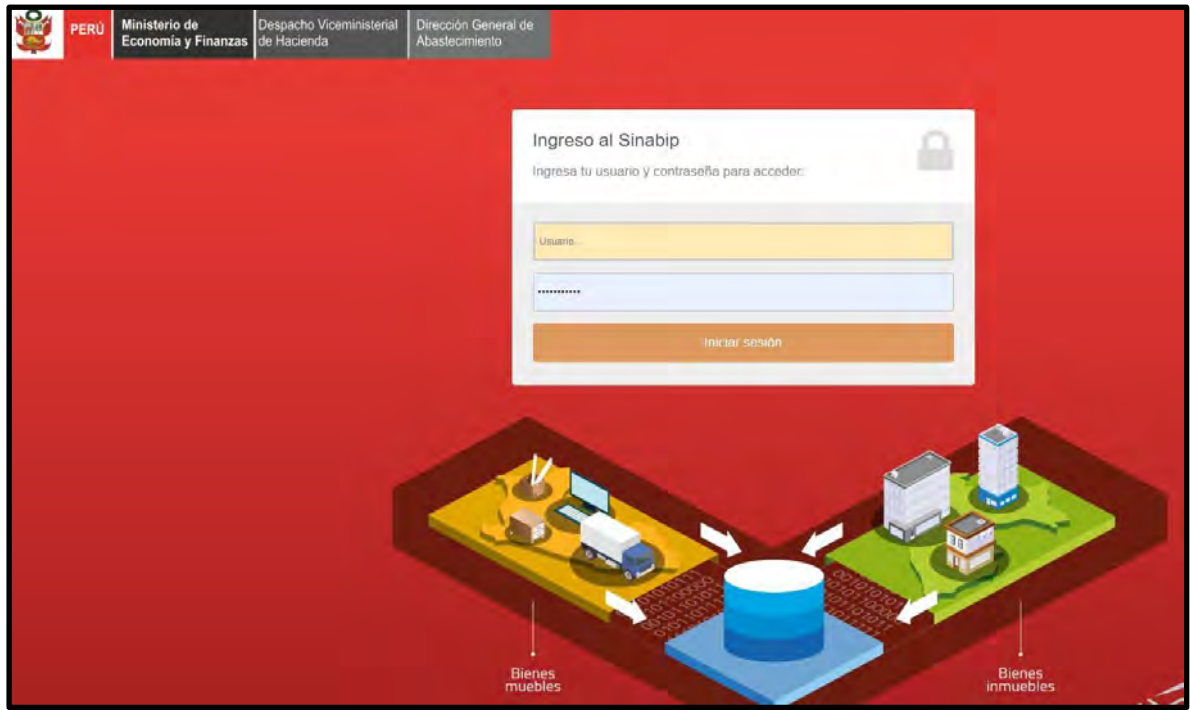 PERÚ
Ministerio de
Economía y Finanzas
Despacho Viceministerial
de Hacienda
Dirección General de
Abastecimiento
Ingreso al Sinabip
Ingresa tu usuario y contraseña para acceder.
Usuario...
•••••••••••
Iniciar sesión
Bienes
muebles
Bienes
inmuebles